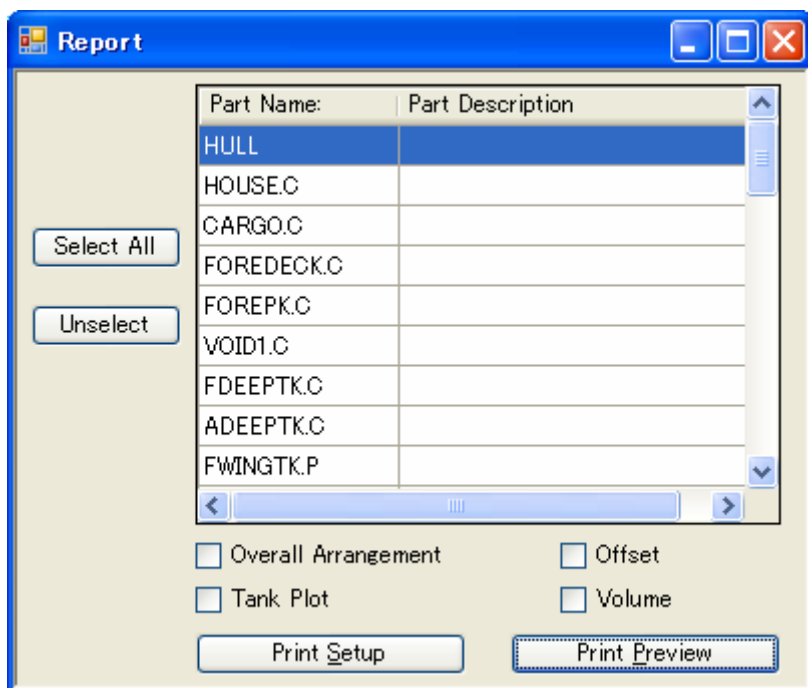 Report
Part Name: Part Description
HULL
HOUSE.C
CARGO.C
FOREDECK.C
FOREPK.C
VOID1.C
FDEEPTK.C
ADEEPTK.C
FWINGTK.P
Select All
Unselect
Overall Arrangement Offset
Tank Plot Volume
Print Setup Print Preview